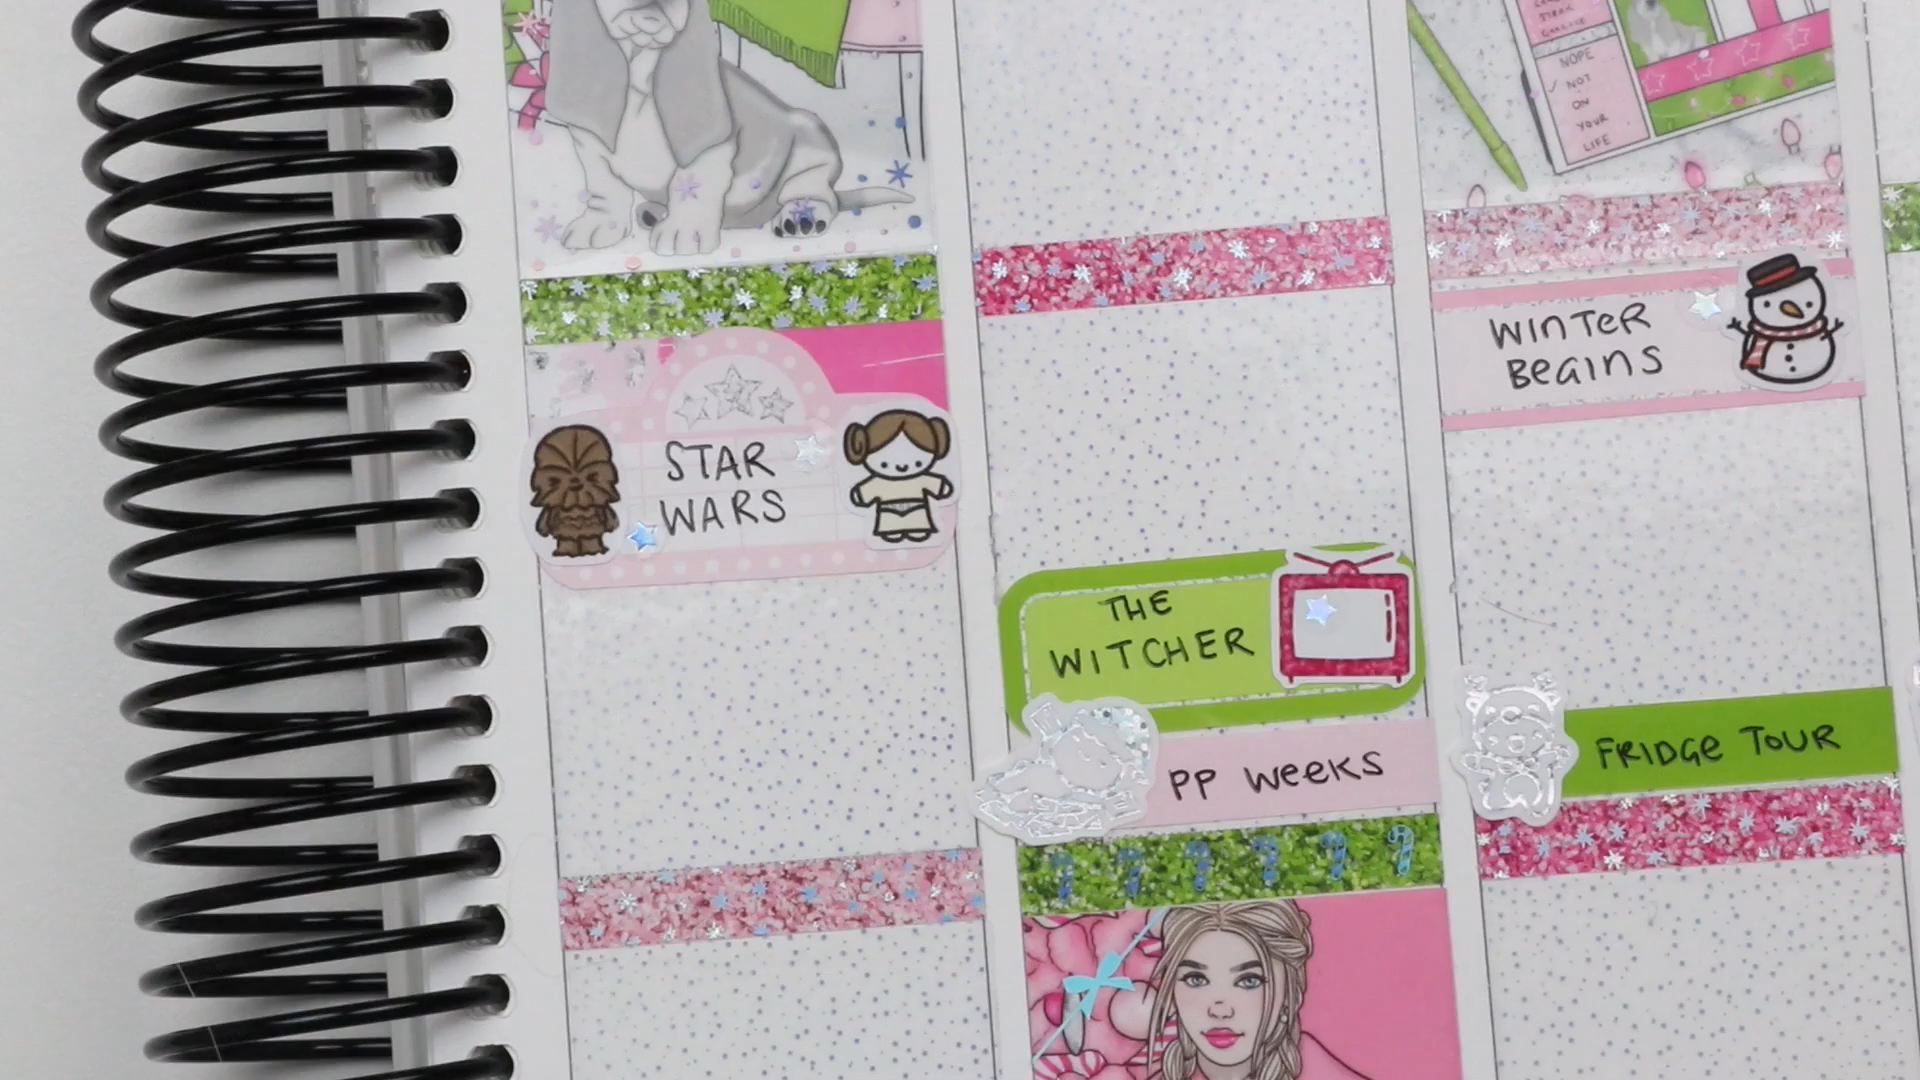 STAR
WARS
THE
WITCHER
PP WEEKS
NOPE
NOT
ON
YOUR
LIFE
WINTER
BEGINS
FRIDGE TOUR